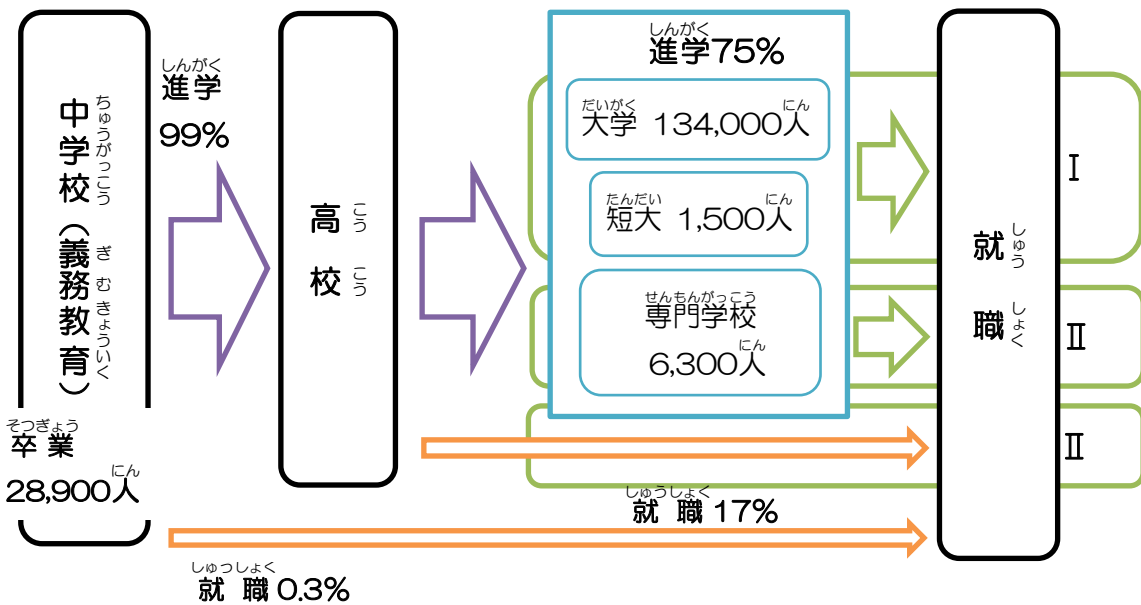 中学校（義務教育）
ちゅうがっこう ぎむきょういく
そつぎょう
卒業
にん
28,900人
しんがく
進学
99%
高校
こうこう
しんがく
進学75%
だいがく にん
大学 134,000人
たんだい にん
短大 1,500人
せんもんがっこう
専門学校
にん
6,300人
就職
しゅうしょく
Ⅰ
Ⅱ
Ⅱ
しゅうしょく
就職17%
しゅっしょく
就職0.3%